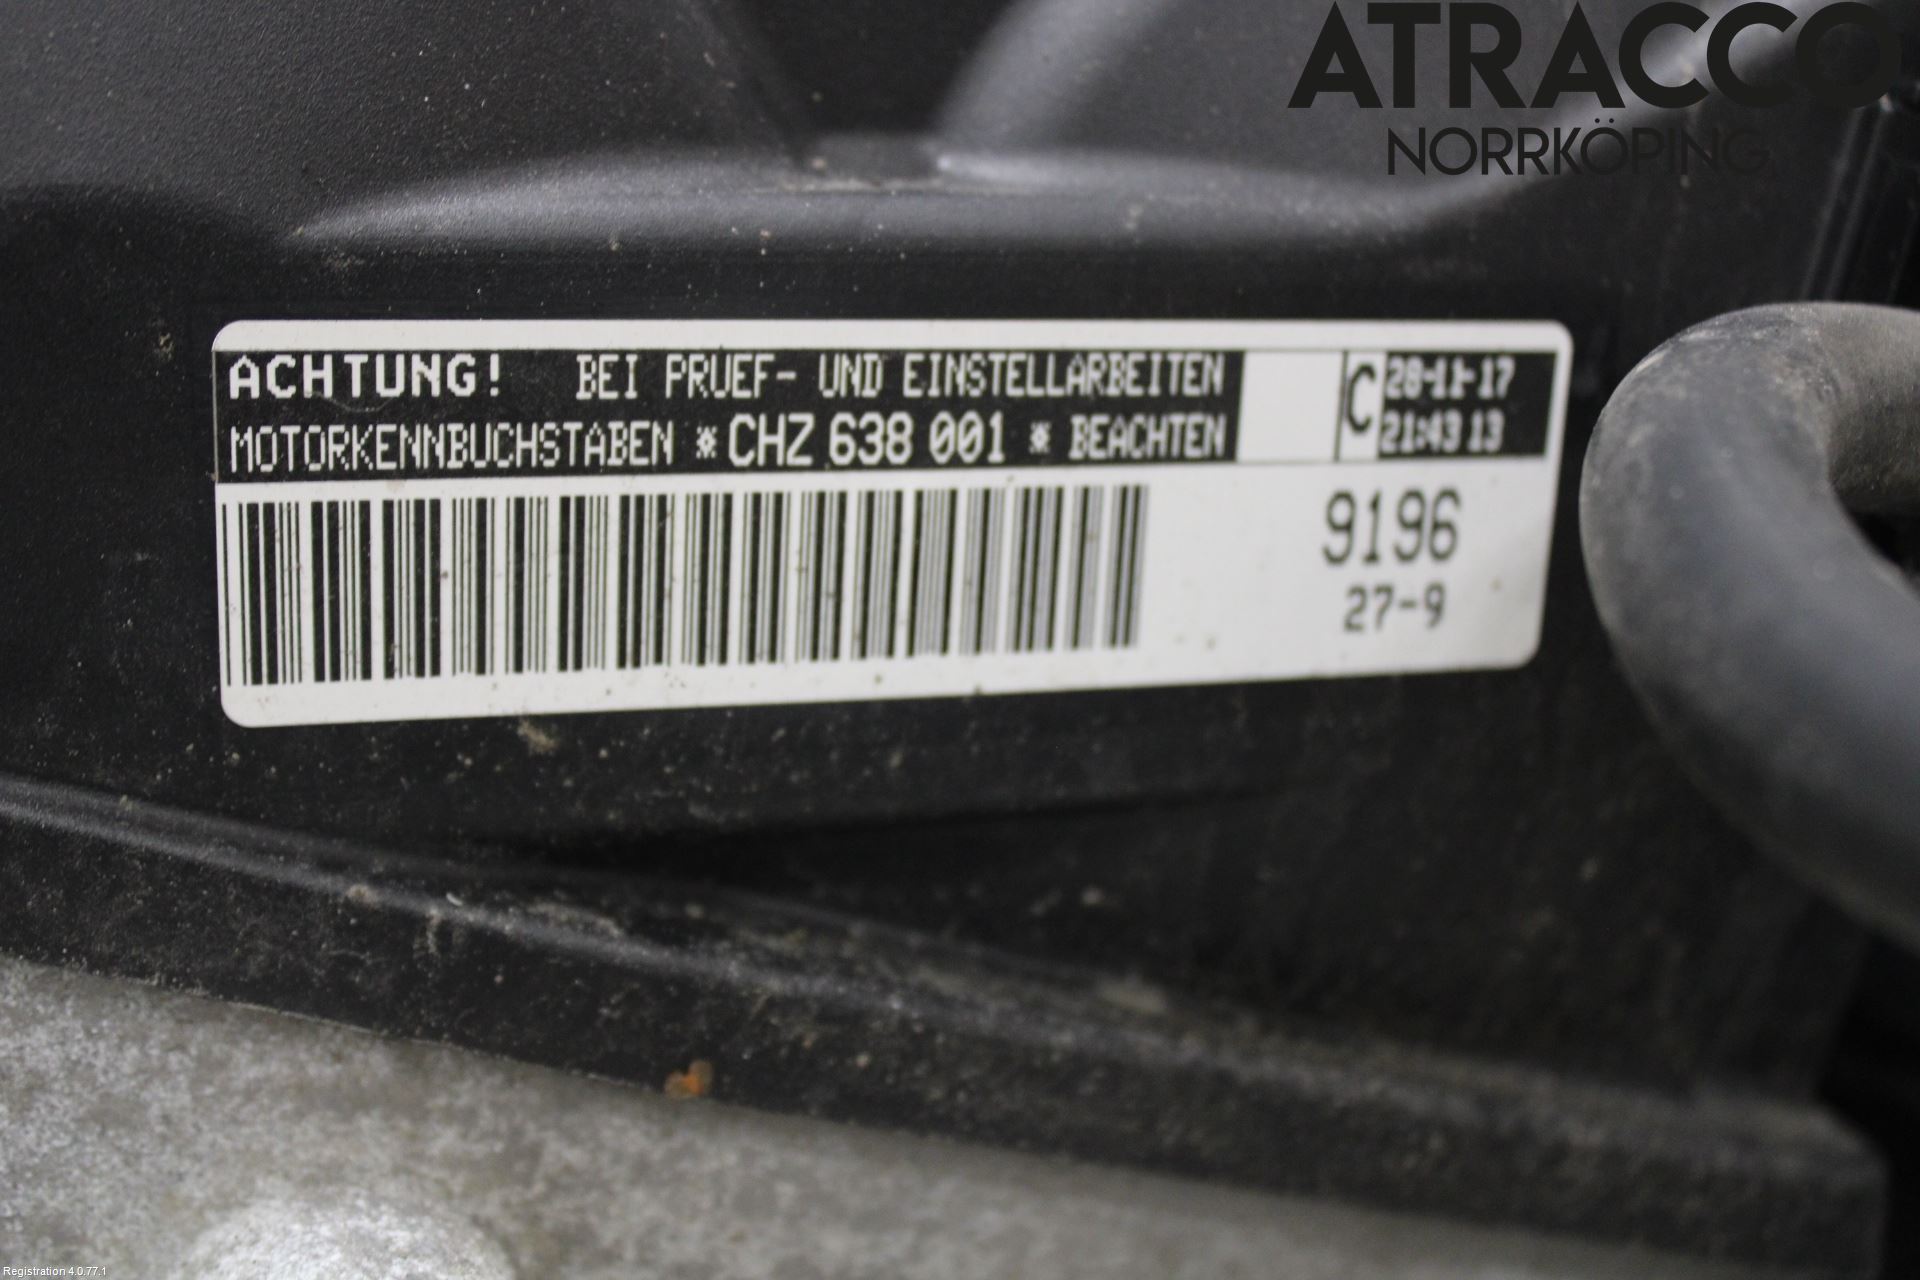 ATRACCO
NORRKÖPING
ACHTUNG! BEI PRUEF- UND EINSTELLARBEITEN
MOTORKENNBUCHSTABEN *CHZ 638 001 * BEACHTEN
C
28-11-17
21:43 13
9196
27-9
Registration 4.0.77.1